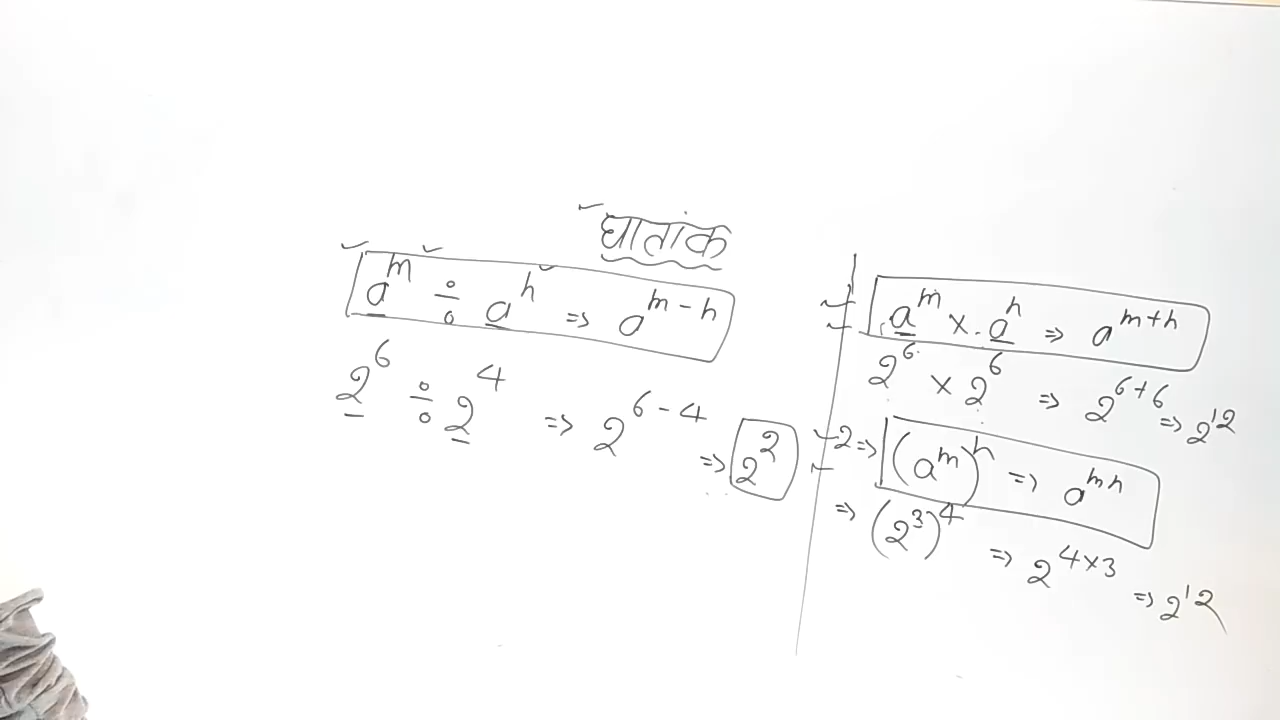 घातांक
a^m ÷ a^n ⇒ a^{m-n}
2^6 ÷ 2^4 ⇒ 2^{6-4}
⇒ 2^2
a^m × a^n ⇒ a^{m+n}
2^6 × 2^6 ⇒ 2^{6+6} ⇒ 2^{12}
2 ⇒ (a^m)^n ⇒ a^{mn}
⇒ (2^3)^4 ⇒ 2^{4×3} ⇒ 2^{12}